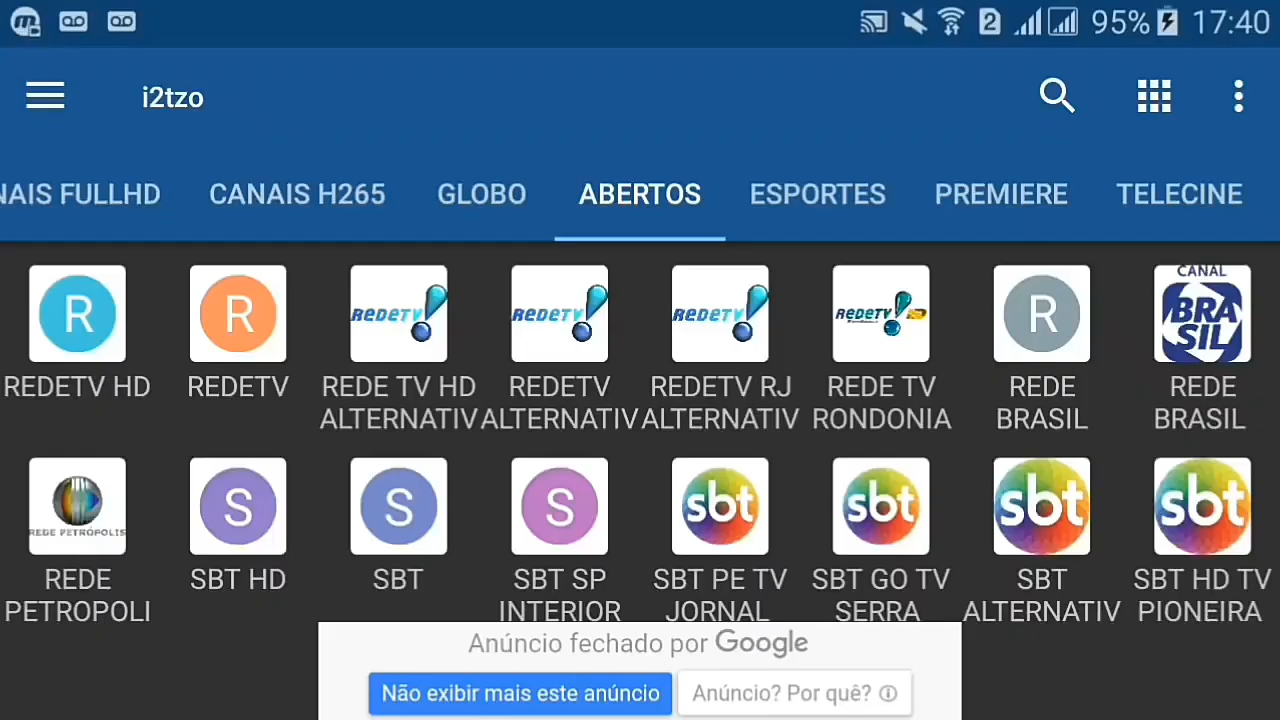 2 95% 17:40
i2tzo
NAIS FULLHD CANAIS H265 GLOBO ABERTOS ESPORTES PREMIERE TELECINE
R R REDETV! REDETV! REDETV! REDETV! R CANAL BRASIL
REDETV HD REDETV REDE TV HD ALTERNATIV REDETV ALTERNATIV REDETV RJ ALTERNATIV REDE TV RONDONIA REDE BRASIL REDE BRASIL
REDE PETRÓPOLIS S S S sbt sbt sbt sbt
REDE PETROPOLI SBT HD SBT SBT SP INTERIOR SBT PE TV JORNAL SBT GO TV SERRA SBT ALTERNATIV SBT HD TV PIONEIRA
Anúncio fechado por Google
Não exibir mais este anúncio Anúncio? Por quê?